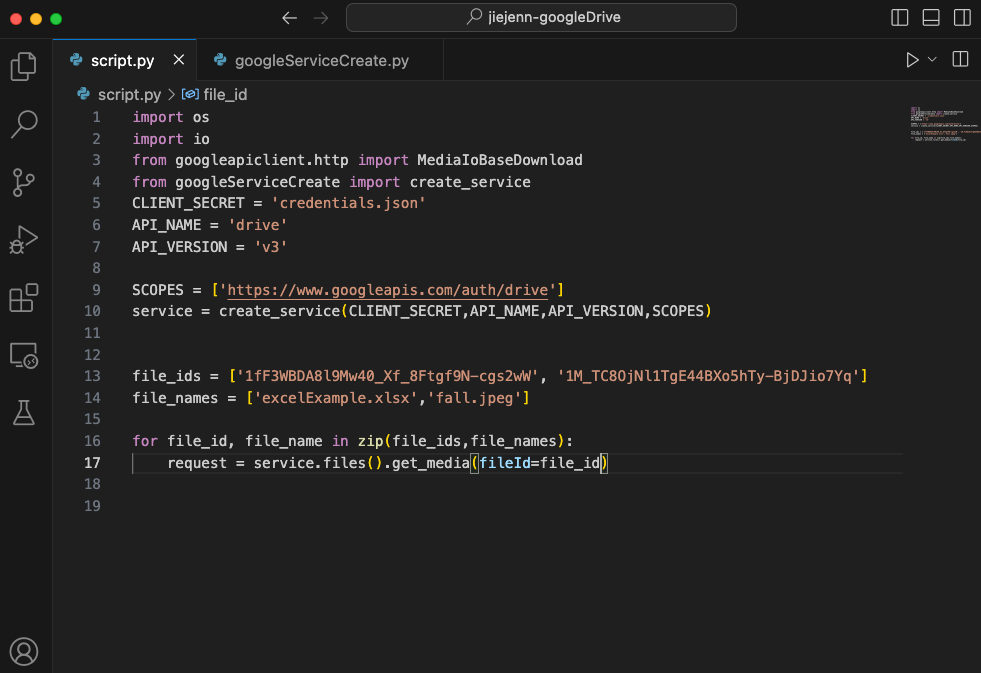 jiejenn-googleDrive
script.py
googleServiceCreate.py
script.py > file_id
1 import os
2 import io
3 from googleapiclient.http import MediaIoBaseDownload
4 from googleServiceCreate import create_service
5 CLIENT_SECRET = 'credentials.json'
6 API_NAME = 'drive'
7 API_VERSION = 'v3'
8
9 SCOPES = ['https://www.googleapis.com/auth/drive']
10 service = create_service(CLIENT_SECRET,API_NAME,API_VERSION,SCOPES)
11
12
13 file_ids = ['1fF3WBDA8l9Mw40_Xf_8Ftgf9N-cgs2wW', '1M_TC8OjNl1TgE44BXo5hTy-BjDJio7Yq']
14 file_names = ['excelExample.xlsx','fall.jpeg']
15
16 for file_id, file_name in zip(file_ids,file_names):
17     request = service.files().get_media(fileId=file_id)
18
19